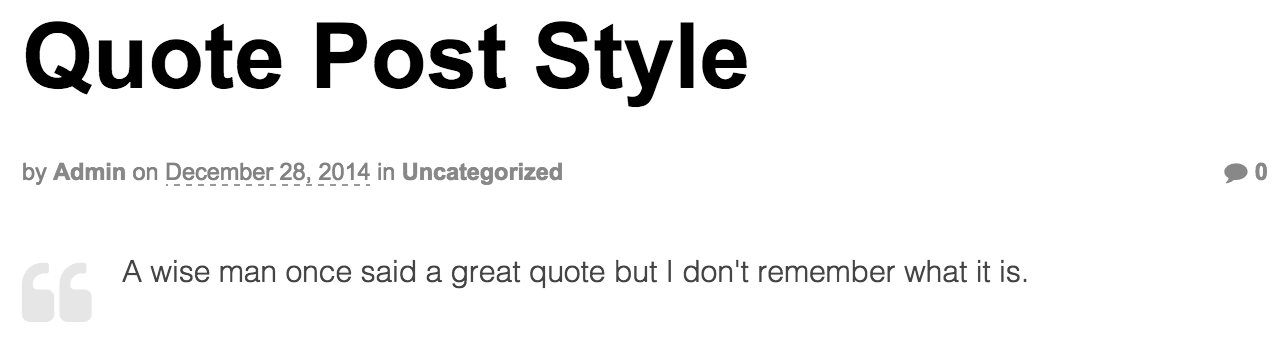 Quote Post Style
by Admin on December 28, 2014 in Uncategorized 0
A wise man once said a great quote but I don't remember what it is.